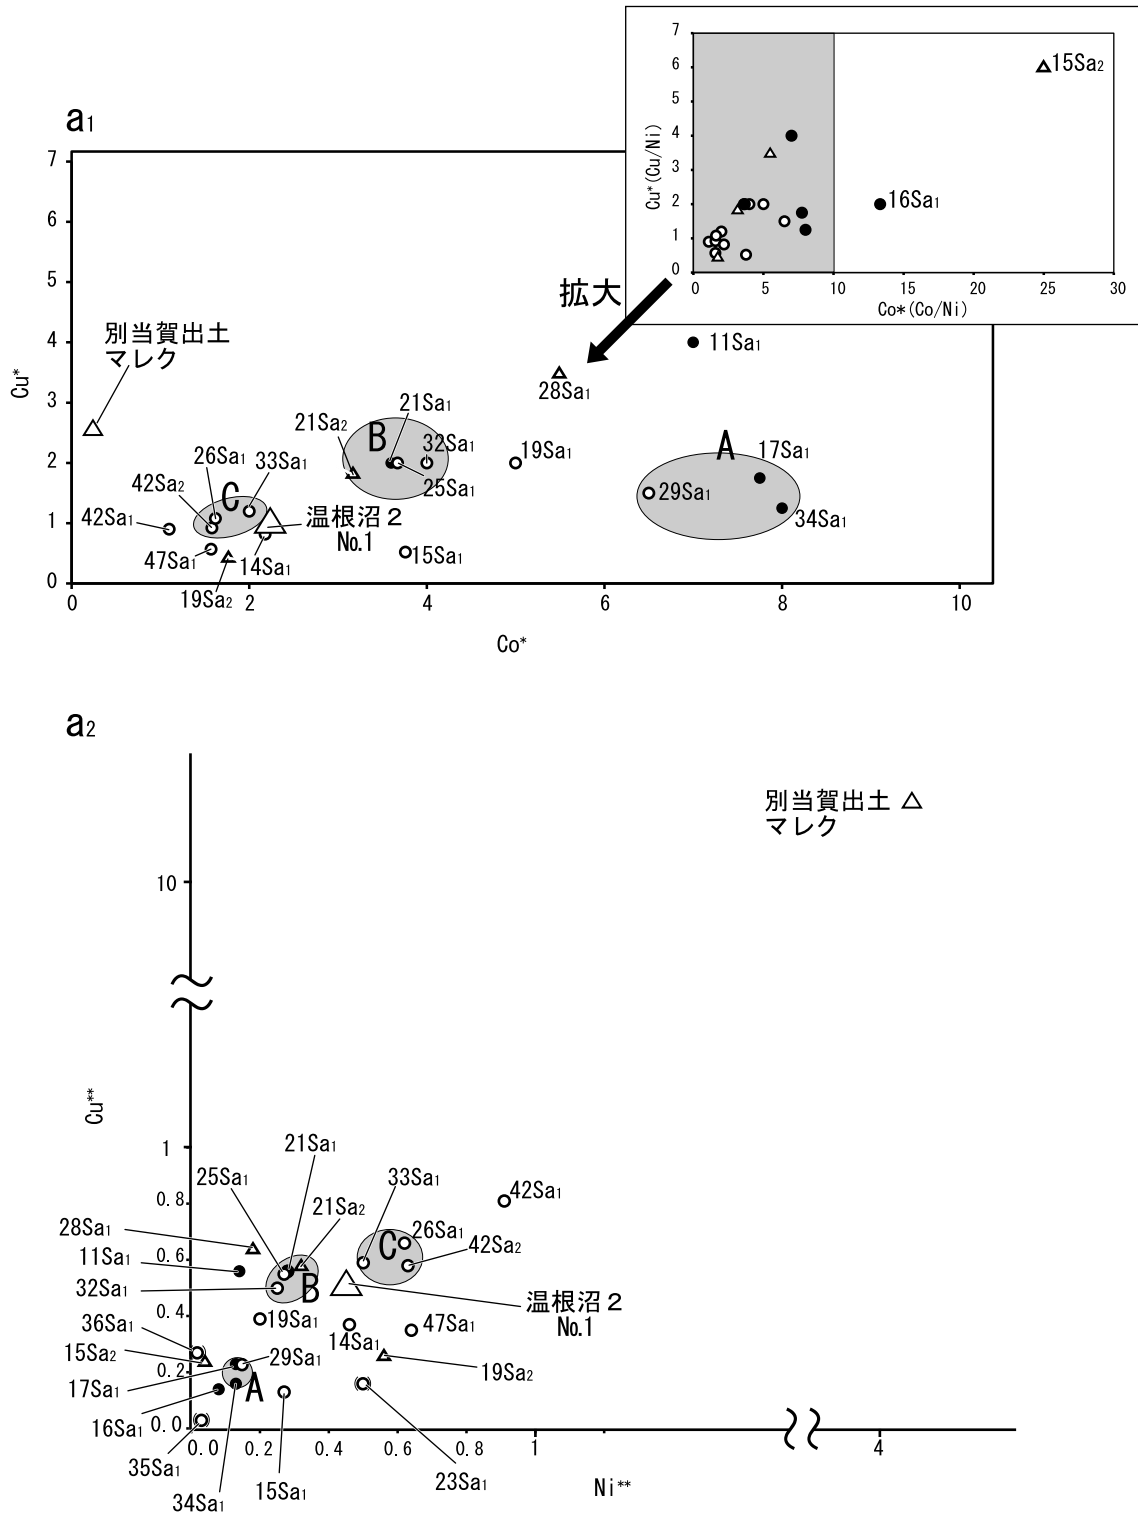 a1
7
6
5
4
3
2
1
0
Cu*
0
2
4
6
8
10
Co*
別当賀出土
マレク
拡大
11Sa1
28Sa1
21Sa1
21Sa2
B
32Sa1
25Sa1
19Sa1
A
17Sa1
29Sa1
34Sa1
26Sa1
33Sa1
42Sa2
C
42Sa1
温根沼2
No.1
47Sa1
14Sa1
15Sa1
19Sa2
7
6
5
4
3
2
1
0
Cu*(Cu/Ni)
15Sa2
16Sa1
0
5
10
15
20
25
30
Co*(Co/Ni)
a2
別当賀出土
マレク
10
1
0.8
0.6
0.4
0.2
0.0
Cu**
21Sa1
25Sa1
33Sa1
42Sa1
21Sa2
28Sa1
26Sa1
C
42Sa2
11Sa1
B
32Sa1
温根沼2
No.1
19Sa1
36Sa1
47Sa1
14Sa1
15Sa2
29Sa1
19Sa2
17Sa1
A
16Sa1
0.0
0.2
0.4
0.6
0.8
1
4
35Sa1
34Sa1
15Sa1
23Sa1
Ni**